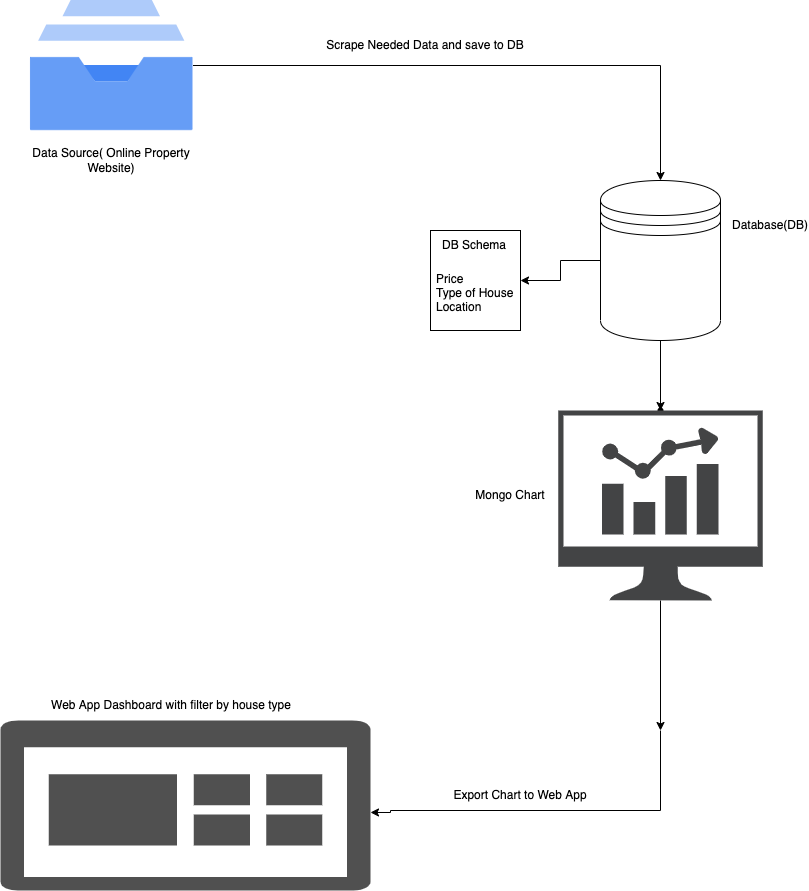 Scrape Needed Data and save to DB
Data Source( Online Property
Website)
Database(DB)
DB Schema
Price
Type of House
Location
Mongo Chart
Web App Dashboard with filter by house type
Export Chart to Web App